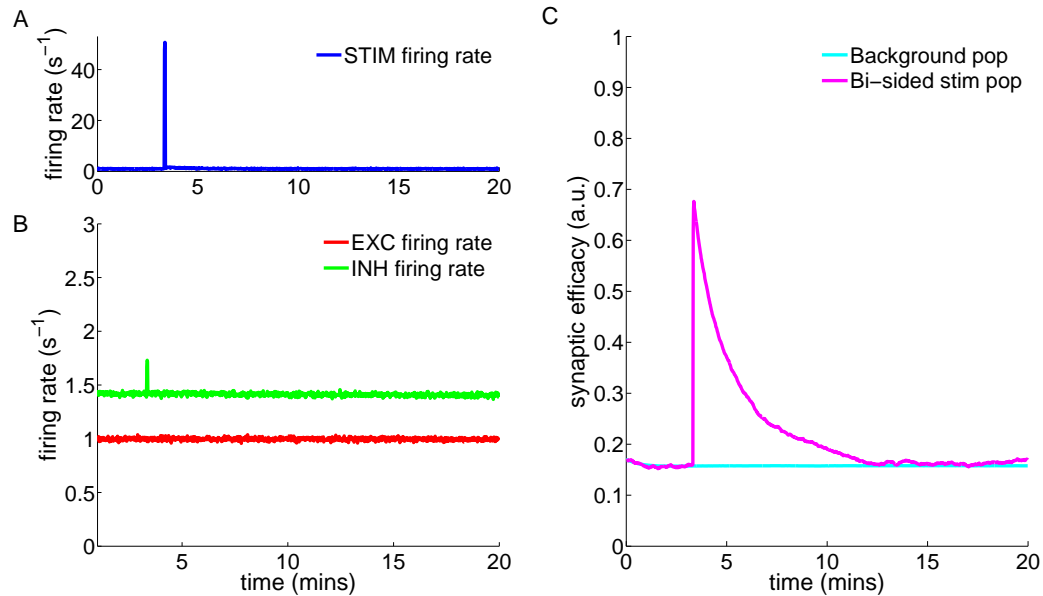 A
firing rate (s⁻¹)
40
20
0
STIM firing rate
0
5
10
15
20
B
firing rate (s⁻¹)
3
2.5
2
1.5
1
0.5
0
EXC firing rate
INH firing rate
5
10
15
20
time (mins)
C
synaptic efficacy (a.u.)
1
0.9
0.8
0.7
0.6
0.5
0.4
0.3
0.2
0.1
0
Background pop
Bi−sided stim pop
0
5
10
15
20
time (mins)